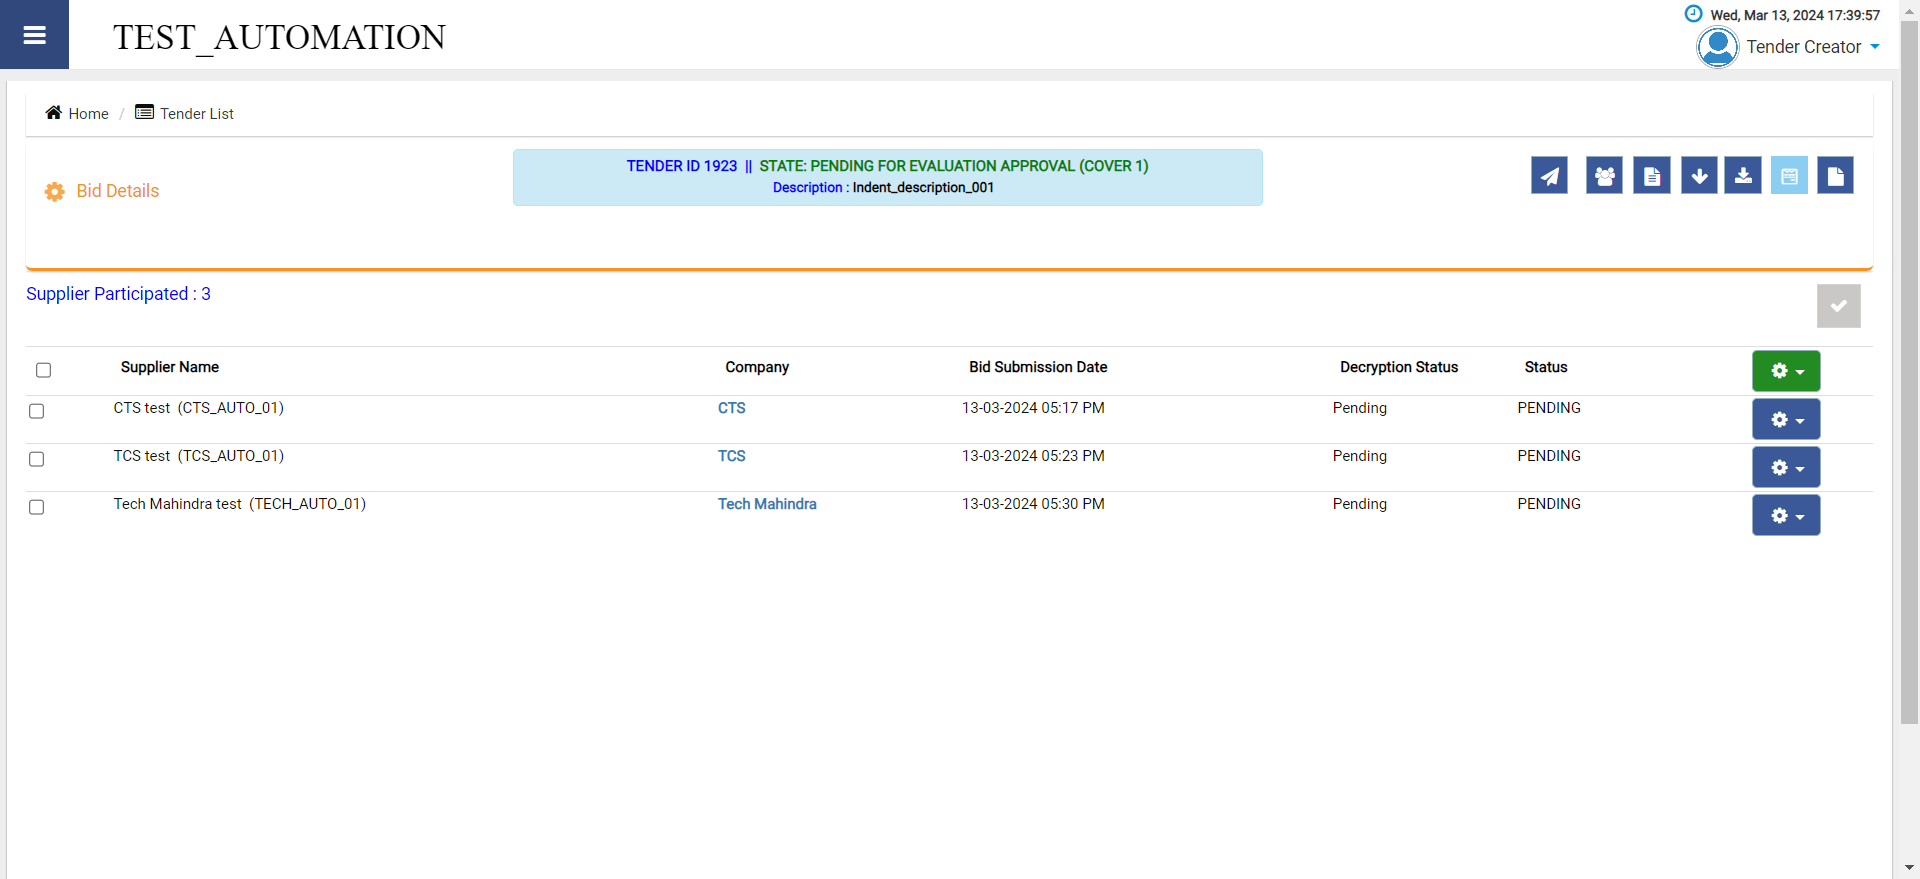 TEST_AUTOMATION
Wed, Mar 13, 2024 17:39:57
Tender Creator
Home / Tender List
Bid Details
TENDER ID 1923 || STATE: PENDING FOR EVALUATION APPROVAL (COVER 1)
Description : Indent_description_001
Supplier Participated : 3
Supplier Name Company Bid Submission Date Decryption Status Status
CTS test (CTS_AUTO_01) CTS 13-03-2024 05:17 PM Pending PENDING
TCS test (TCS_AUTO_01) TCS 13-03-2024 05:23 PM Pending PENDING
Tech Mahindra test (TECH_AUTO_01) Tech Mahindra 13-03-2024 05:30 PM Pending PENDING